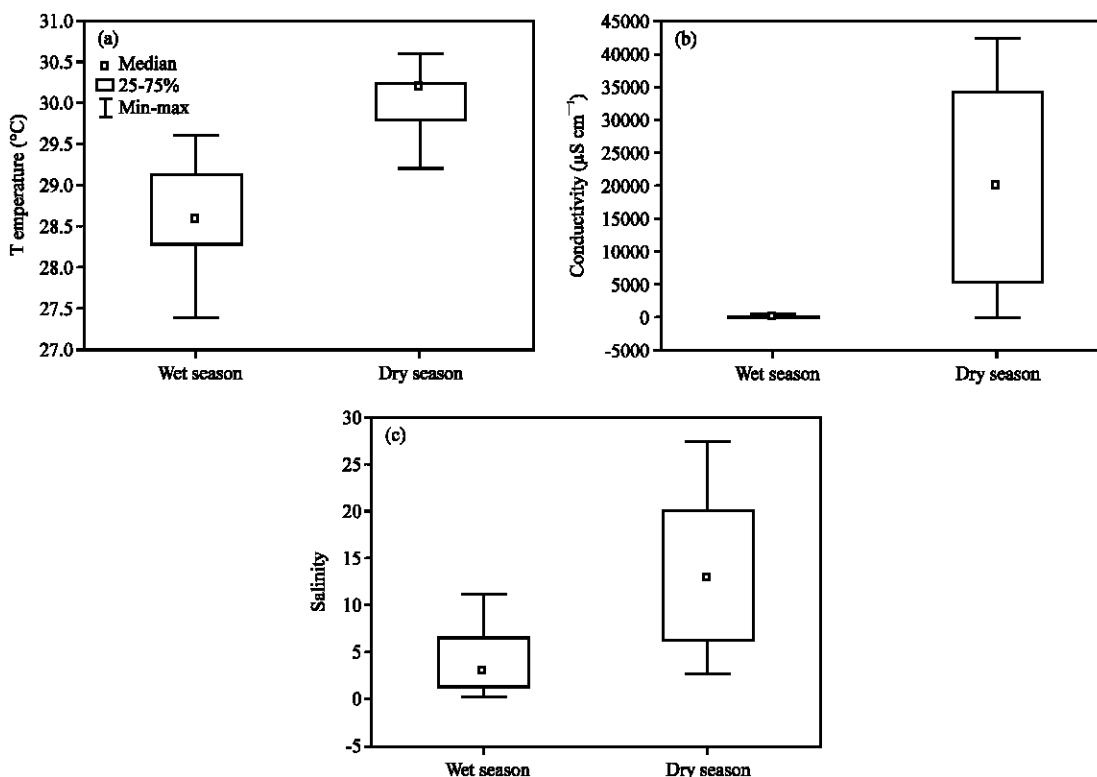 (a)
Median
25-75%
Min-max
31.0
30.5
30.0
29.5
29.0
28.5
28.0
27.5
27.0
T emperature (°C)
Wet season Dry season
(b)
45000
40000
35000
30000
25000
20000
15000
10000
5000
0
-5000
Conductivity (µS cm⁻¹)
Wet season Dry season
(c)
30
25
20
15
10
5
0
-5
Salinity
Wet season Dry season